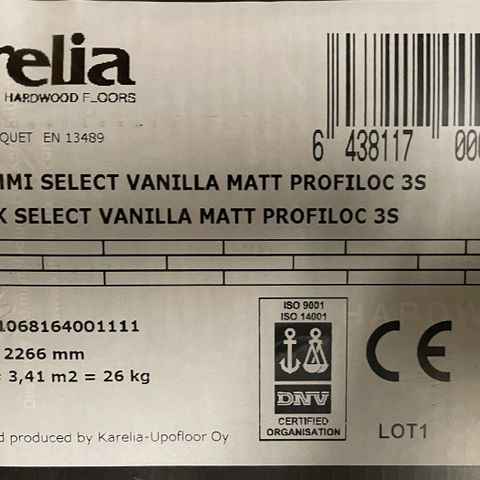 relia
HARDWOOD FLOORS
QUET EN 13489
6 438117 00
MMI SELECT VANILLA MATT PROFILOC 3S
X SELECT VANILLA MATT PROFILOC 3S
1068164001111
2266 mm
= 3,41 m2 = 26 kg
d produced by Karelia-Upofloor Oy
ISO 9001
ISO 14001
DNV
CERTIFIED
ORGANISATION
CE
LOT1